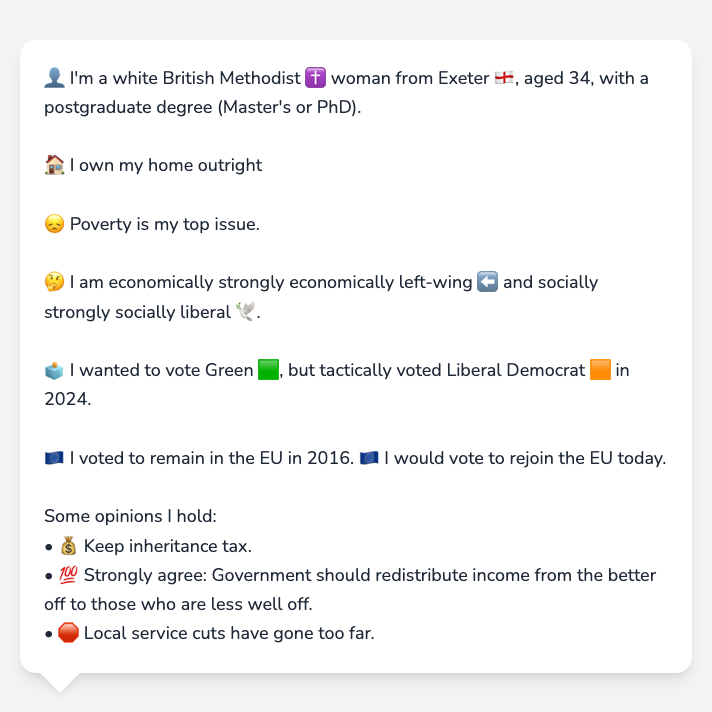 👤 I'm a white British Methodist ✝️ woman from Exeter 🏴󠁧󠁢󠁥󠁮󠁧󠁿, aged 34, with a
postgraduate degree (Master's or PhD).
🏠 I own my home outright
😞 Poverty is my top issue.
🤔 I am economically strongly economically left-wing ⬅️ and socially
strongly socially liberal 🕊️.
🗳️ I wanted to vote Green 🟩, but tactically voted Liberal Democrat 🟧 in
2024.
🇪🇺 I voted to remain in the EU in 2016. 🇪🇺 I would vote to rejoin the EU today.
Some opinions I hold:
• 💰 Keep inheritance tax.
• 💯 Strongly agree: Government should redistribute income from the better
off to those who are less well off.
• 🛑 Local service cuts have gone too far.